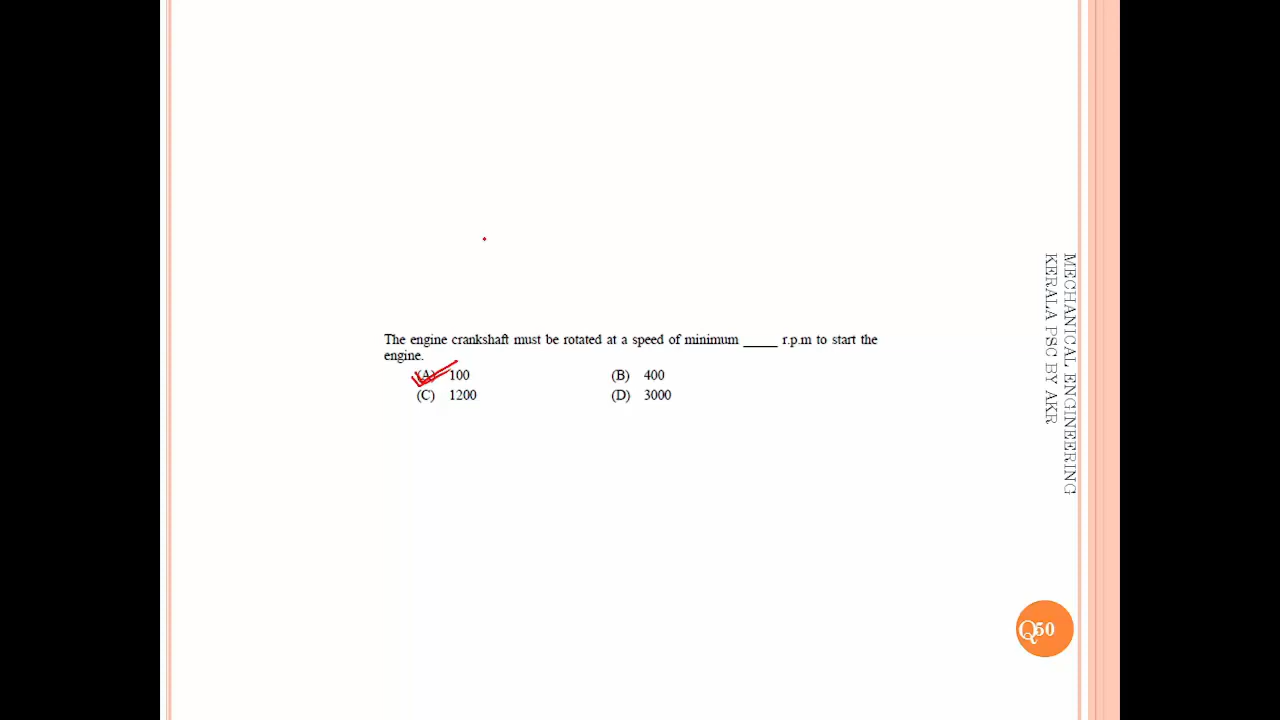 The engine crankshaft must be rotated at a speed of minimum _____ r.p.m to start the
engine.
(A) 100 (B) 400
(C) 1200 (D) 3000
MECHANICAL ENGINEERING
KERALA PSC BY AKR
Q50